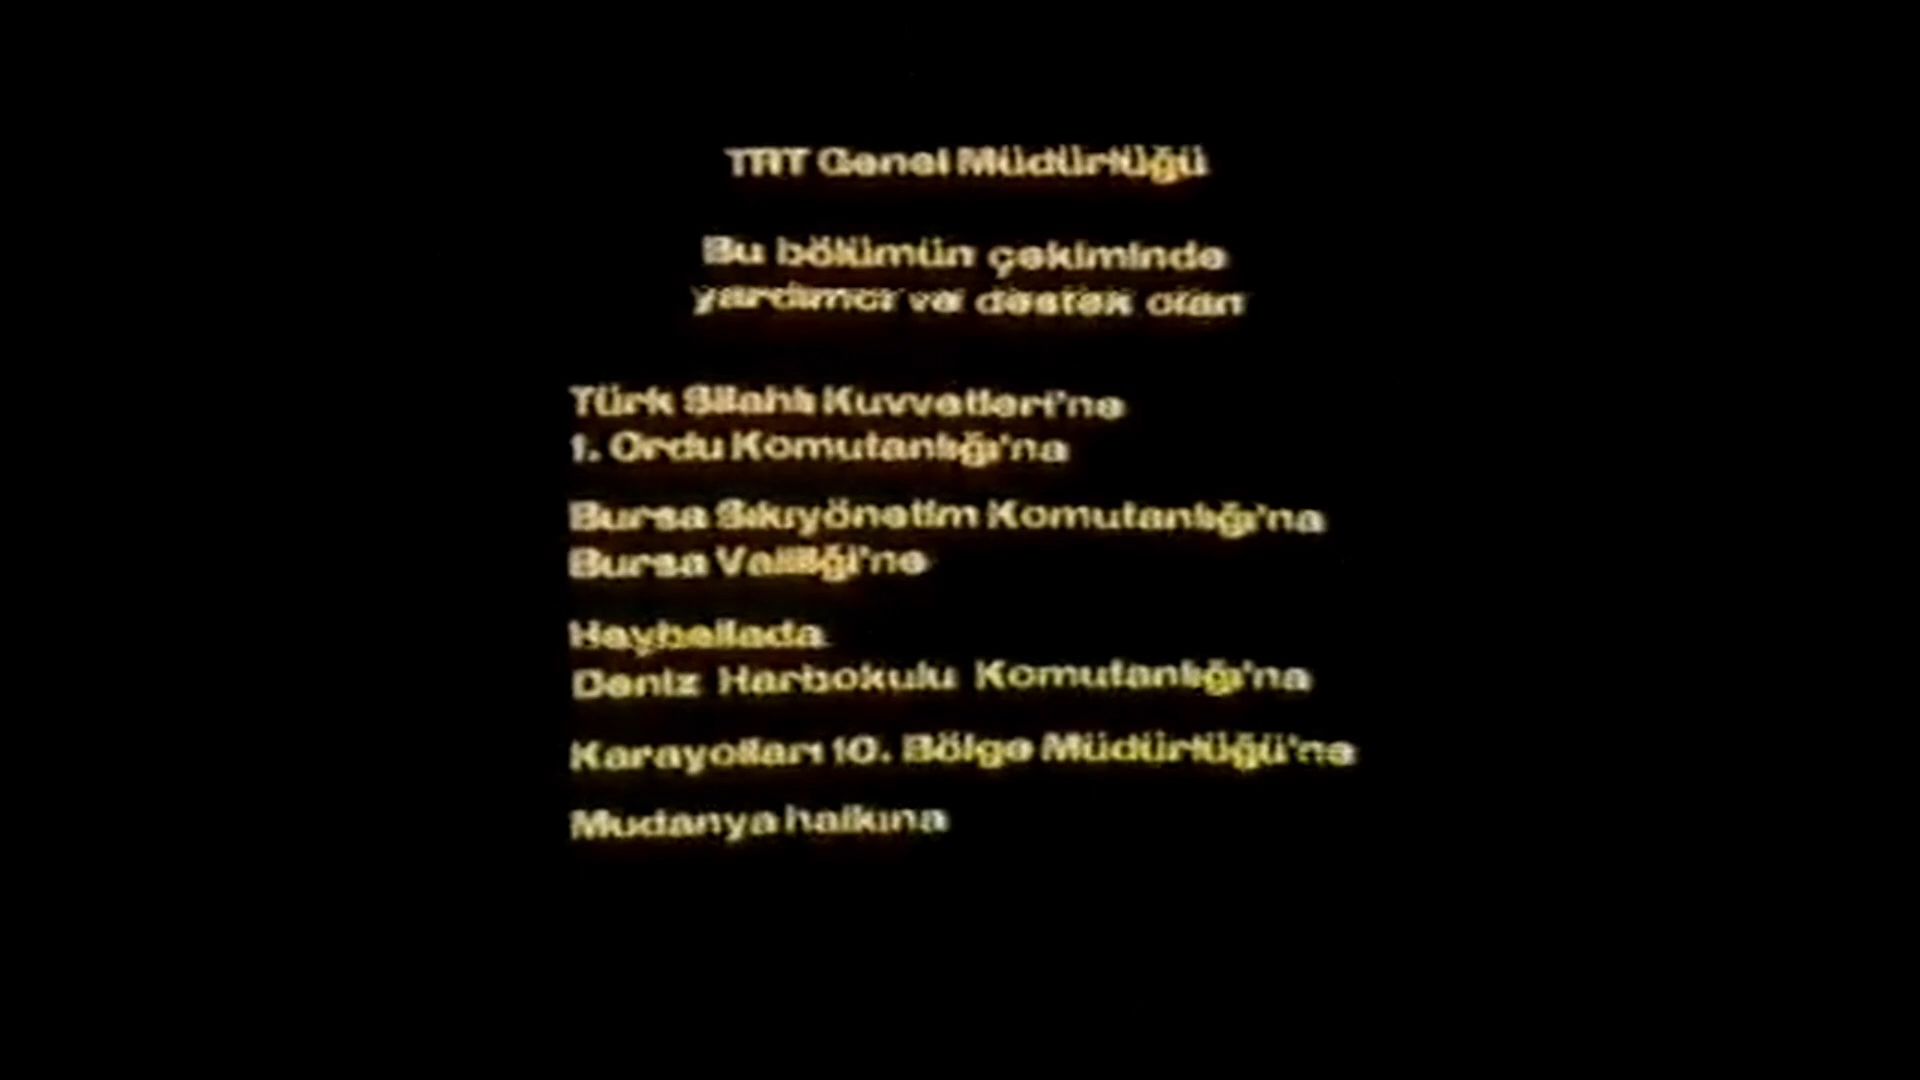 TRT Genel Müdürlüğü
Bu bölümün çekiminde
yardımcı ve destek olan
Türk Silahlı Kuvvetleri'ne
1. Ordu Komutanlığı'na
Bursa Sıkıyönetim Komutanlığı'na
Bursa Valiliği'ne
Heybeliada
Deniz Harbokulu Komutanlığı'na
Karayolları 10. Bölge Müdürlüğü'ne
Mudanya halkına